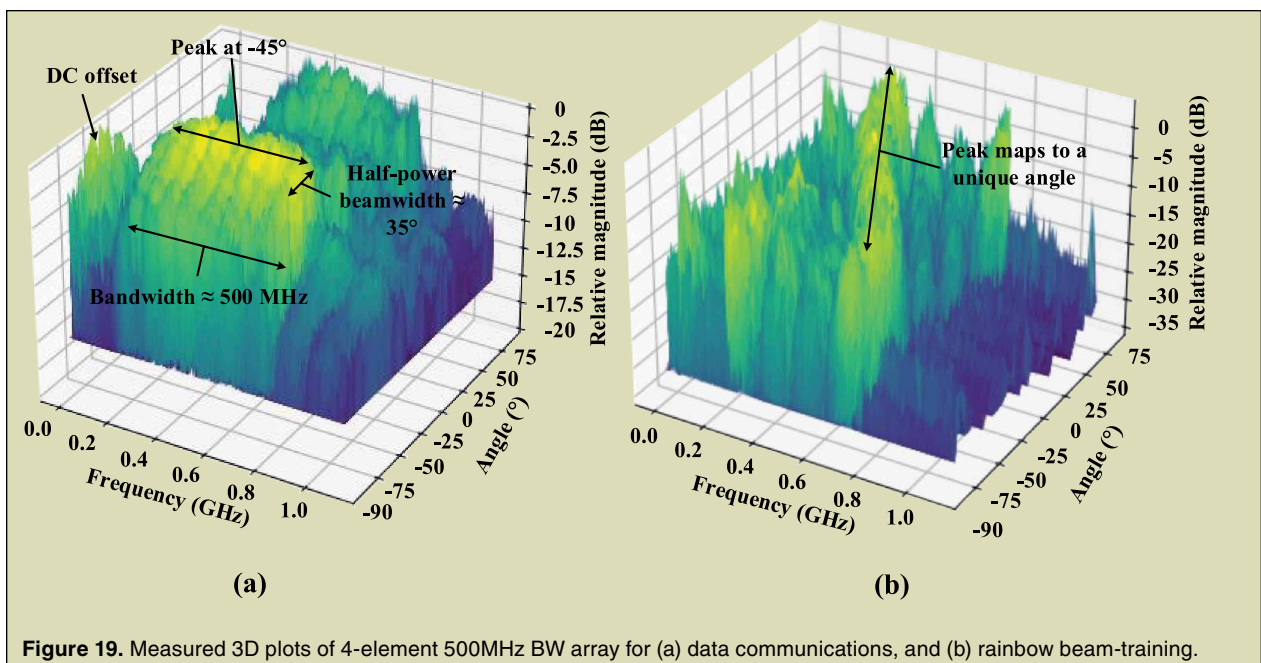 Peak at -45°
DC offset
Half-power
beamwidth ≈
35°
Bandwidth ≈ 500 MHz
0
-2.5
-5.0
-7.5
-10
-12.5
-15
-17.5
-20
Relative magnitude (dB)
75
50
25
0
-25
-50
-75
-90
Angle (°)
0.0
0.2
0.4
0.6
0.8
1.0
Frequency (GHz)
(a)
Peak maps to a
unique angle
0
-5
-10
-15
-20
-25
-30
-35
Relative magnitude (dB)
75
50
25
0
-25
-50
-75
-90
Angle (°)
0.0
0.2
0.4
0.6
0.8
1.0
Frequency (GHz)
(b)
Figure 19. Measured 3D plots of 4-element 500MHz BW array for (a) data communications, and (b) rainbow beam-training.